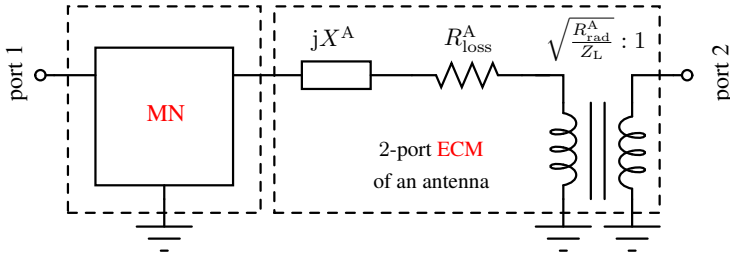 port 1
MN
jX^A
R^A_loss
√(R^A_rad/Z_L) : 1
2-port ECM
of an antenna
port 2